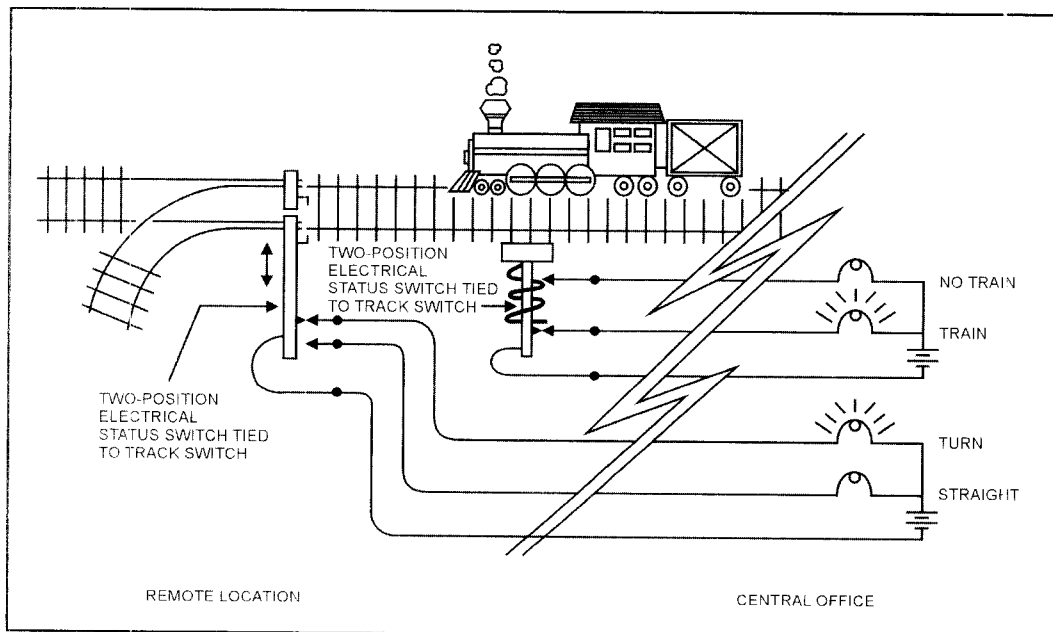 TWO-POSITION
ELECTRICAL
STATUS SWITCH TIED
TO TRACK SWITCH
NO TRAIN
TRAIN
TWO-POSITION
ELECTRICAL
STATUS SWITCH TIED
TO TRACK SWITCH
TURN
STRAIGHT
REMOTE LOCATION
CENTRAL OFFICE